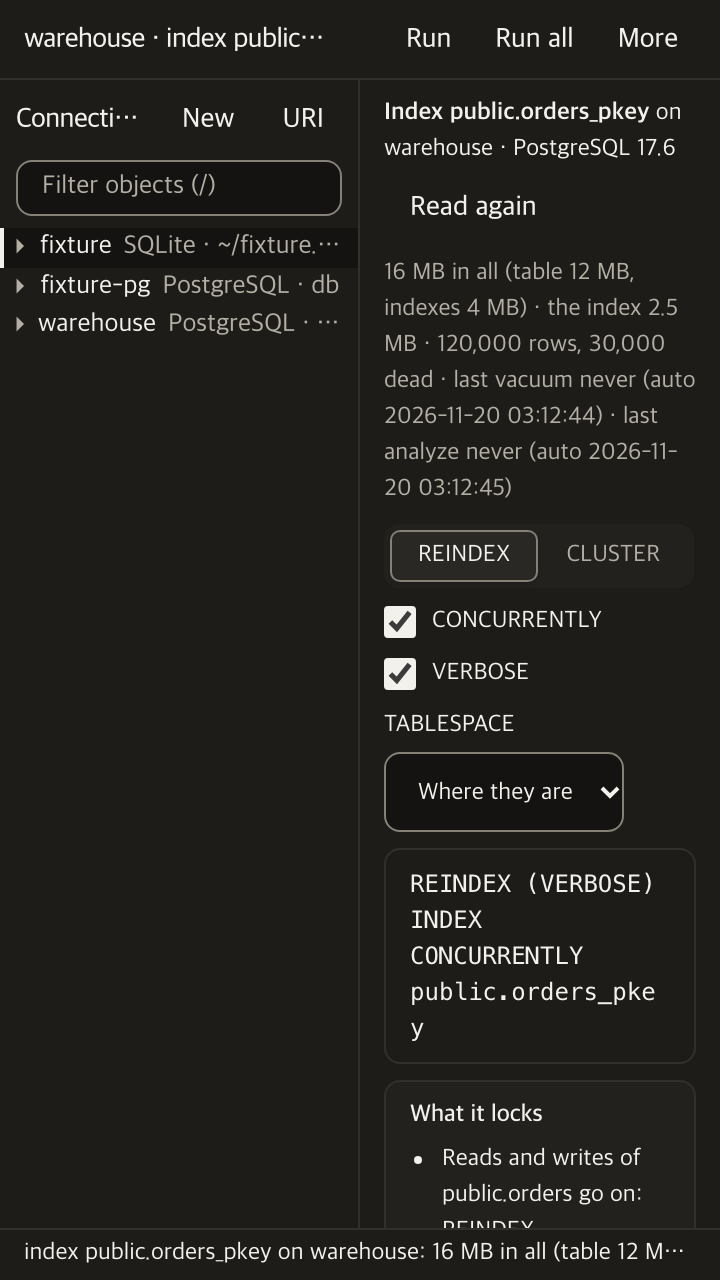 warehouse · index public···
Run
Run all
More
Connecti···
New
URI
Filter objects (/)
fixture SQLite · ~/fixture.···
fixture-pg PostgreSQL · db
warehouse PostgreSQL · ···
Index public.orders_pkey on
warehouse · PostgreSQL 17.6
Read again
16 MB in all (table 12 MB,
indexes 4 MB) · the index 2.5
MB · 120,000 rows, 30,000
dead · last vacuum never (auto
2026-11-20 03:12:44) · last
analyze never (auto 2026-11-
20 03:12:45)
REINDEX
CLUSTER
CONCURRENTLY
VERBOSE
TABLESPACE
Where they are
REINDEX (VERBOSE)
INDEX
CONCURRENTLY
public.orders_pke
y
What it locks
Reads and writes of
public.orders go on:
REINDEX
index public.orders_pkey on warehouse: 16 MB in all (table 12 M···